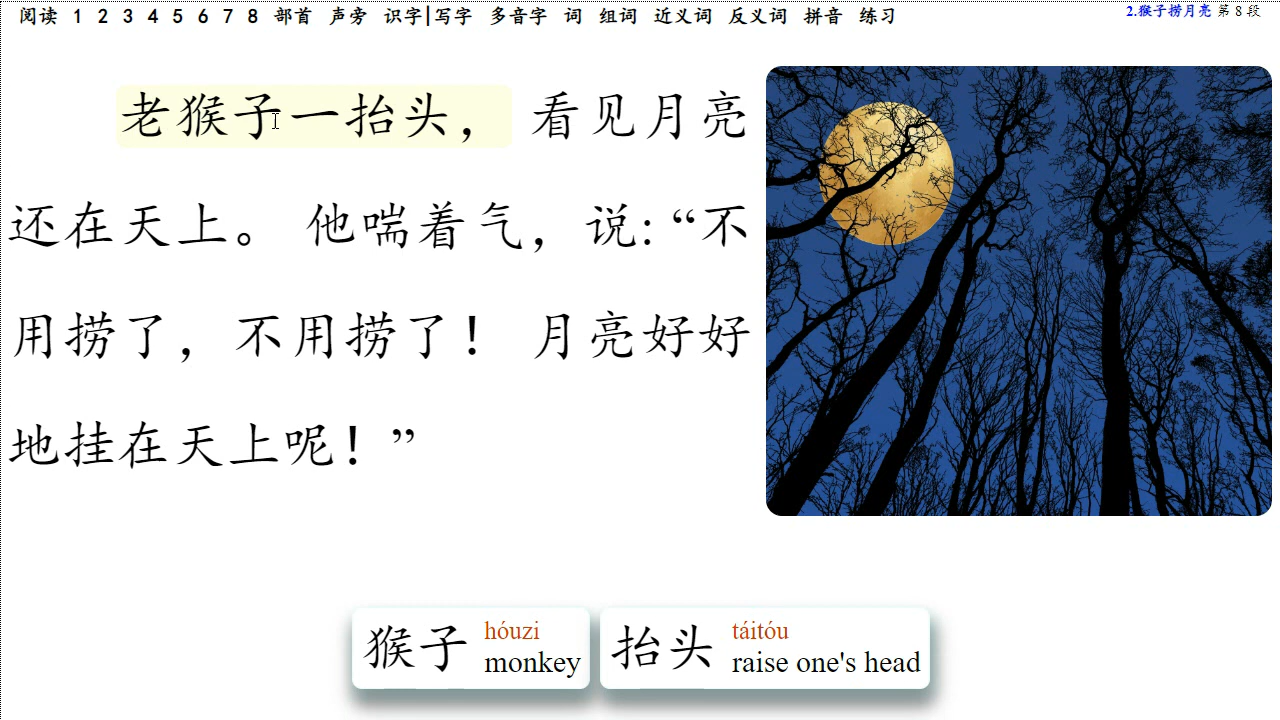 阅读 1 2 3 4 5 6 7 8 部首 声旁 识字|写字 多音字 词 组词 近义词 反义词 拼音 练习
2.猴子捞月亮 第 8 段
老猴子一抬头， 看见月亮
还在天上。 他喘着气，说: “不
用捞了，不用捞了！ 月亮好好
地挂在天上呢！”
猴子 hóuzi monkey
抬头 táitóu raise one's head